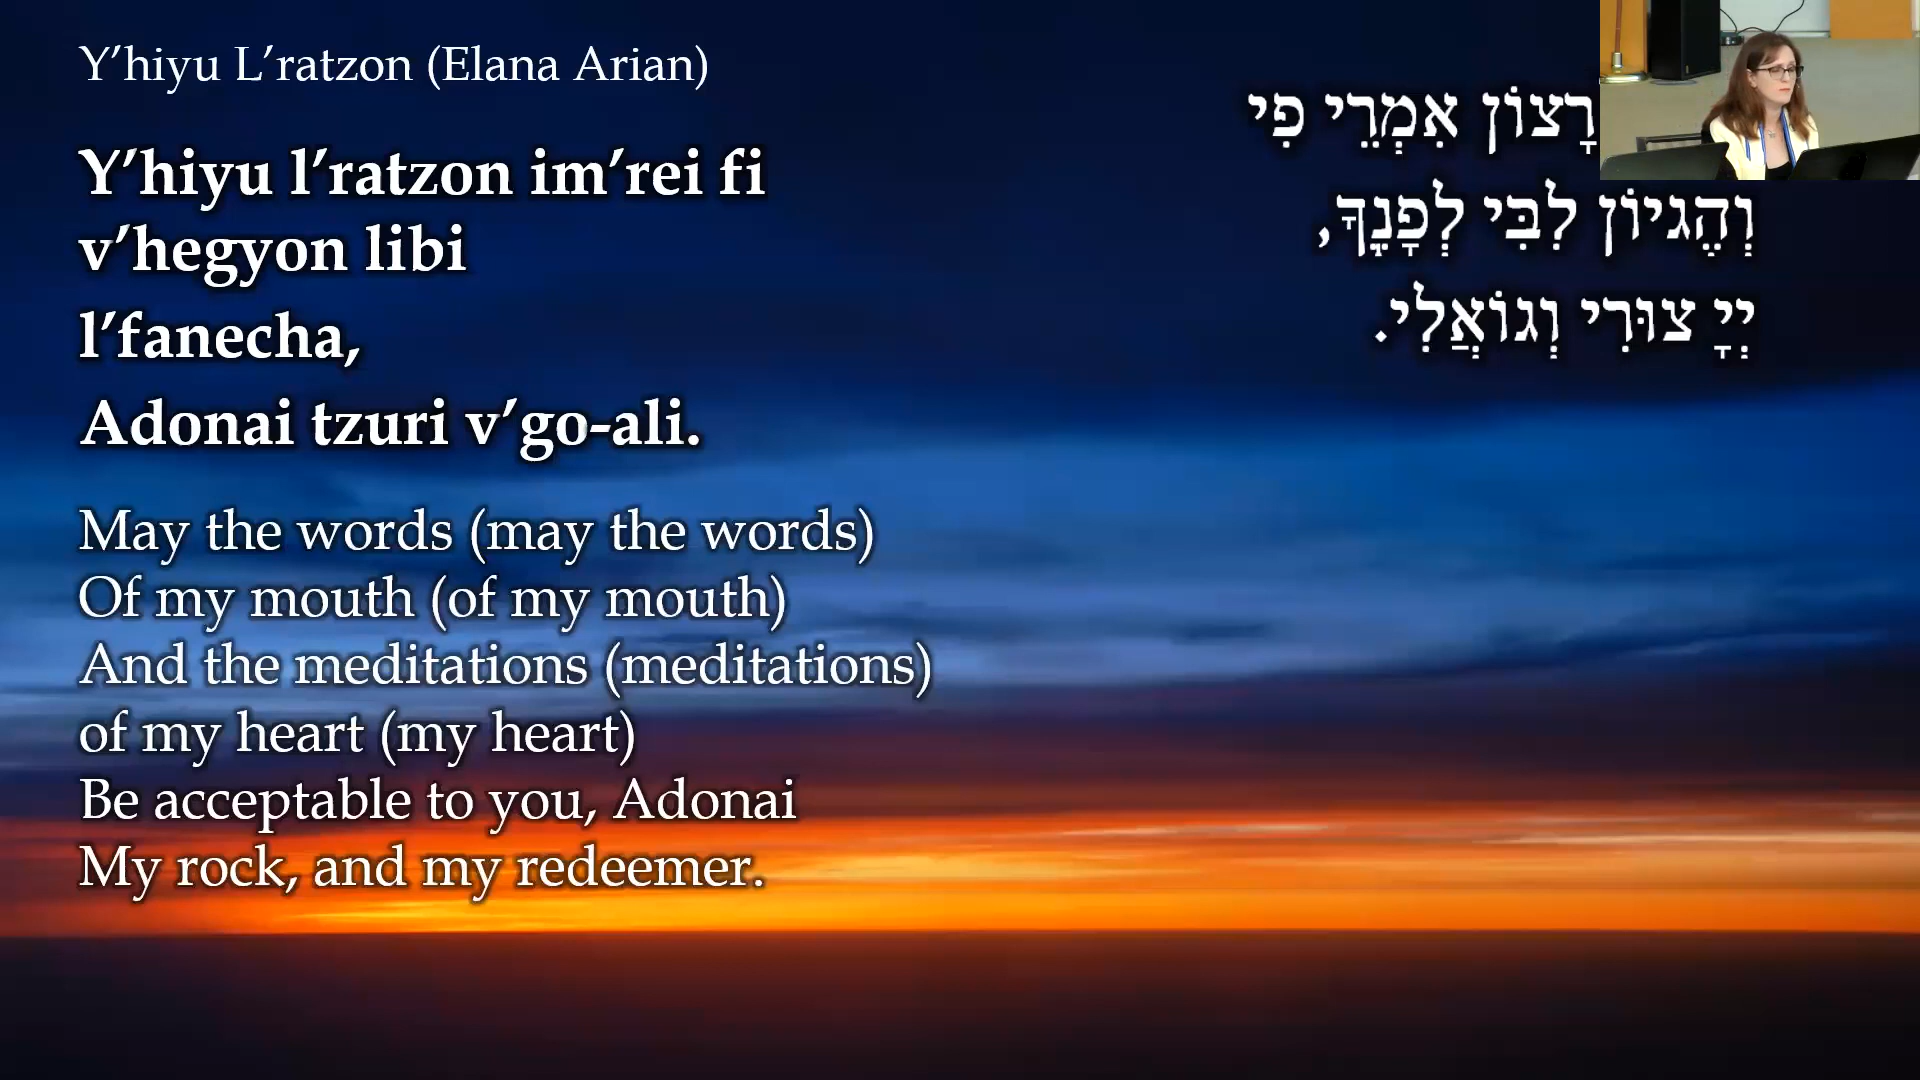 Y’hiyu L’ratzon (Elana Arian)
Y’hiyu l’ratzon im’rei fi
v’hegyon libi
l’fanecha,
Adonai tzuri v’go-ali.
May the words (may the words)
Of my mouth (of my mouth)
And the meditations (meditations)
of my heart (my heart)
Be acceptable to you, Adonai
My rock, and my redeemer.
רָצוֹן אִמְרֵי פִי
וְהֶגיוֹן לִבִּי לְפָנֶֽךָ,
יְיָ צוּרִי וְגוֹאֲלִי.